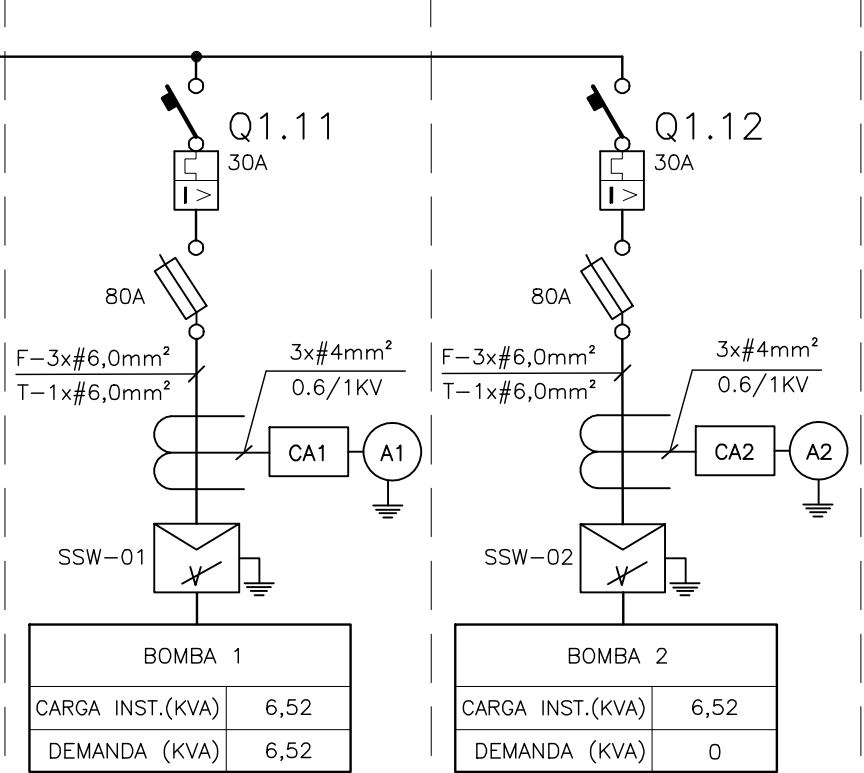 Q1.11
30A
I >
80A
F-3x#6,0mm²
T-1x#6,0mm²
3x#4mm²
0.6/1KV
CA1
A1
SSW-01
V
BOMBA 1
CARGA INST.(KVA) 6,52
DEMANDA (KVA) 6,52
Q1.12
30A
I >
80A
F-3x#6,0mm²
T-1x#6,0mm²
3x#4mm²
0.6/1KV
CA2
A2
SSW-02
V
BOMBA 2
CARGA INST.(KVA) 6,52
DEMANDA (KVA) 0